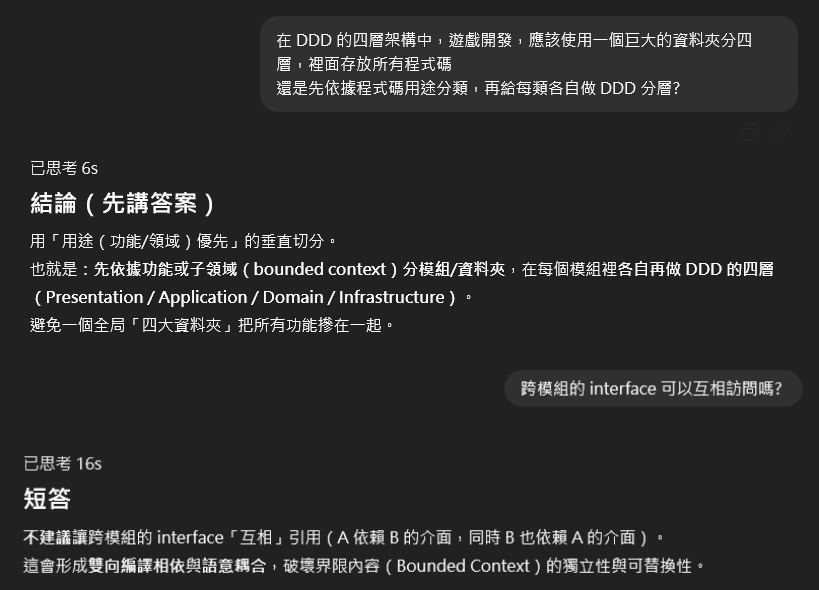 在 DDD 的四層架構中，遊戲開發，應該使用一個巨大的資料夾分四
層，裡面存放所有程式碼
還是先依據程式碼用途分類，再給每類各自做 DDD 分層?
已思考 6s
結論（先講答案）
用「用途（功能/領域）優先」的垂直切分。
也就是：先依據功能或子領域（bounded context）分模組/資料夾，在每個模組裡各自再做 DDD 的四層
（Presentation / Application / Domain / Infrastructure）。
避免一個全局「四大資料夾」把所有功能摻在一起。
跨模組的 interface 可以互相訪問嗎?
已思考 16s
短答
不建議讓跨模組的 interface「互相」引用（A 依賴 B 的介面，同時 B 也依賴 A 的介面）。
這會形成雙向編譯相依與語意耦合，破壞界限內容（Bounded Context）的獨立性與可替換性。